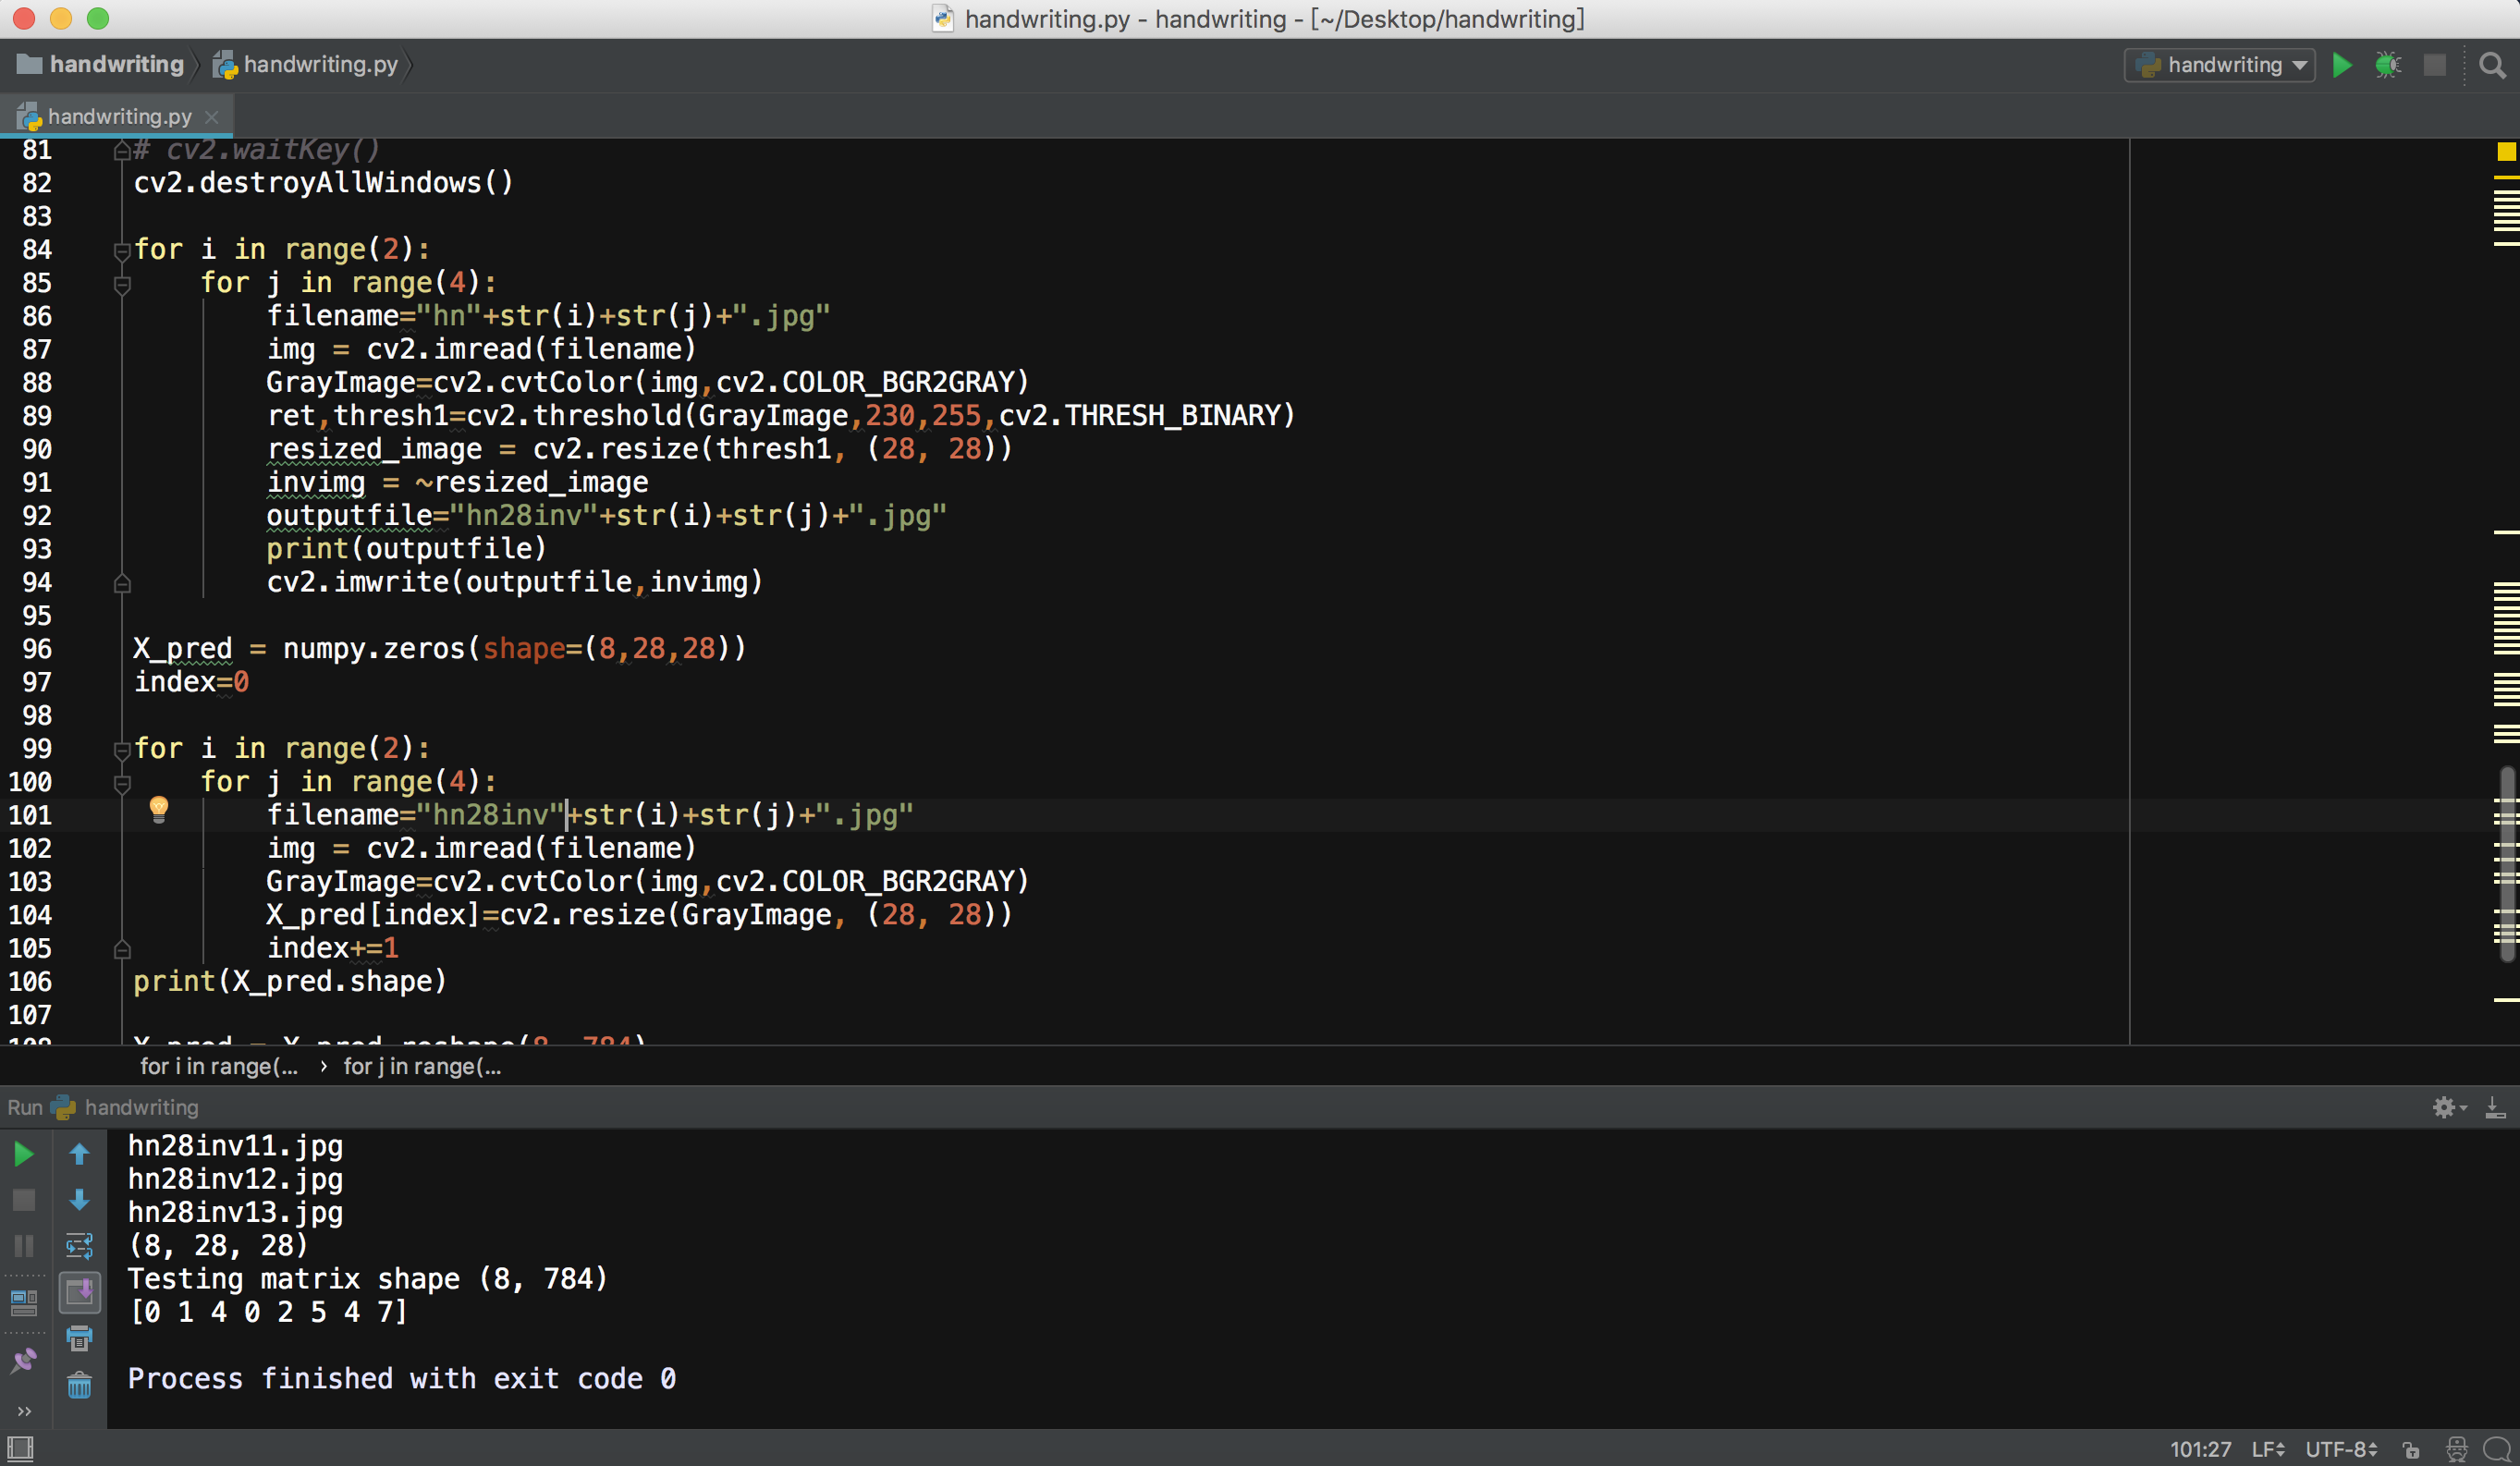 handwriting.py - handwriting - [~/Desktop/handwriting]
handwriting handwriting.py handwriting
handwriting.py
81 # cv2.waitKey()
82 cv2.destroyAllWindows()
83
84 for i in range(2):
85     for j in range(4):
86         filename="hn"+str(i)+str(j)+".jpg"
87         img = cv2.imread(filename)
88         GrayImage=cv2.cvtColor(img,cv2.COLOR_BGR2GRAY)
89         ret,thresh1=cv2.threshold(GrayImage,230,255,cv2.THRESH_BINARY)
90         resized_image = cv2.resize(thresh1, (28, 28))
91         invimg = ~resized_image
92         outputfile="hn28inv"+str(i)+str(j)+".jpg"
93         print(outputfile)
94         cv2.imwrite(outputfile,invimg)
95
96 X_pred = numpy.zeros(shape=(8,28,28))
97 index=0
98
99 for i in range(2):
100     for j in range(4):
101         filename="hn28inv"+str(i)+str(j)+".jpg"
102         img = cv2.imread(filename)
103         GrayImage=cv2.cvtColor(img,cv2.COLOR_BGR2GRAY)
104         X_pred[index]=cv2.resize(GrayImage, (28, 28))
105         index+=1
106 print(X_pred.shape)
107
108 X_pred = X_pred.reshape(8, 784)
for i in range(... › for j in range(...
Run handwriting
hn28inv11.jpg
hn28inv12.jpg
hn28inv13.jpg
(8, 28, 28)
Testing matrix shape (8, 784)
[0 1 4 0 2 5 4 7]
Process finished with exit code 0
101:27 LF UTF-8